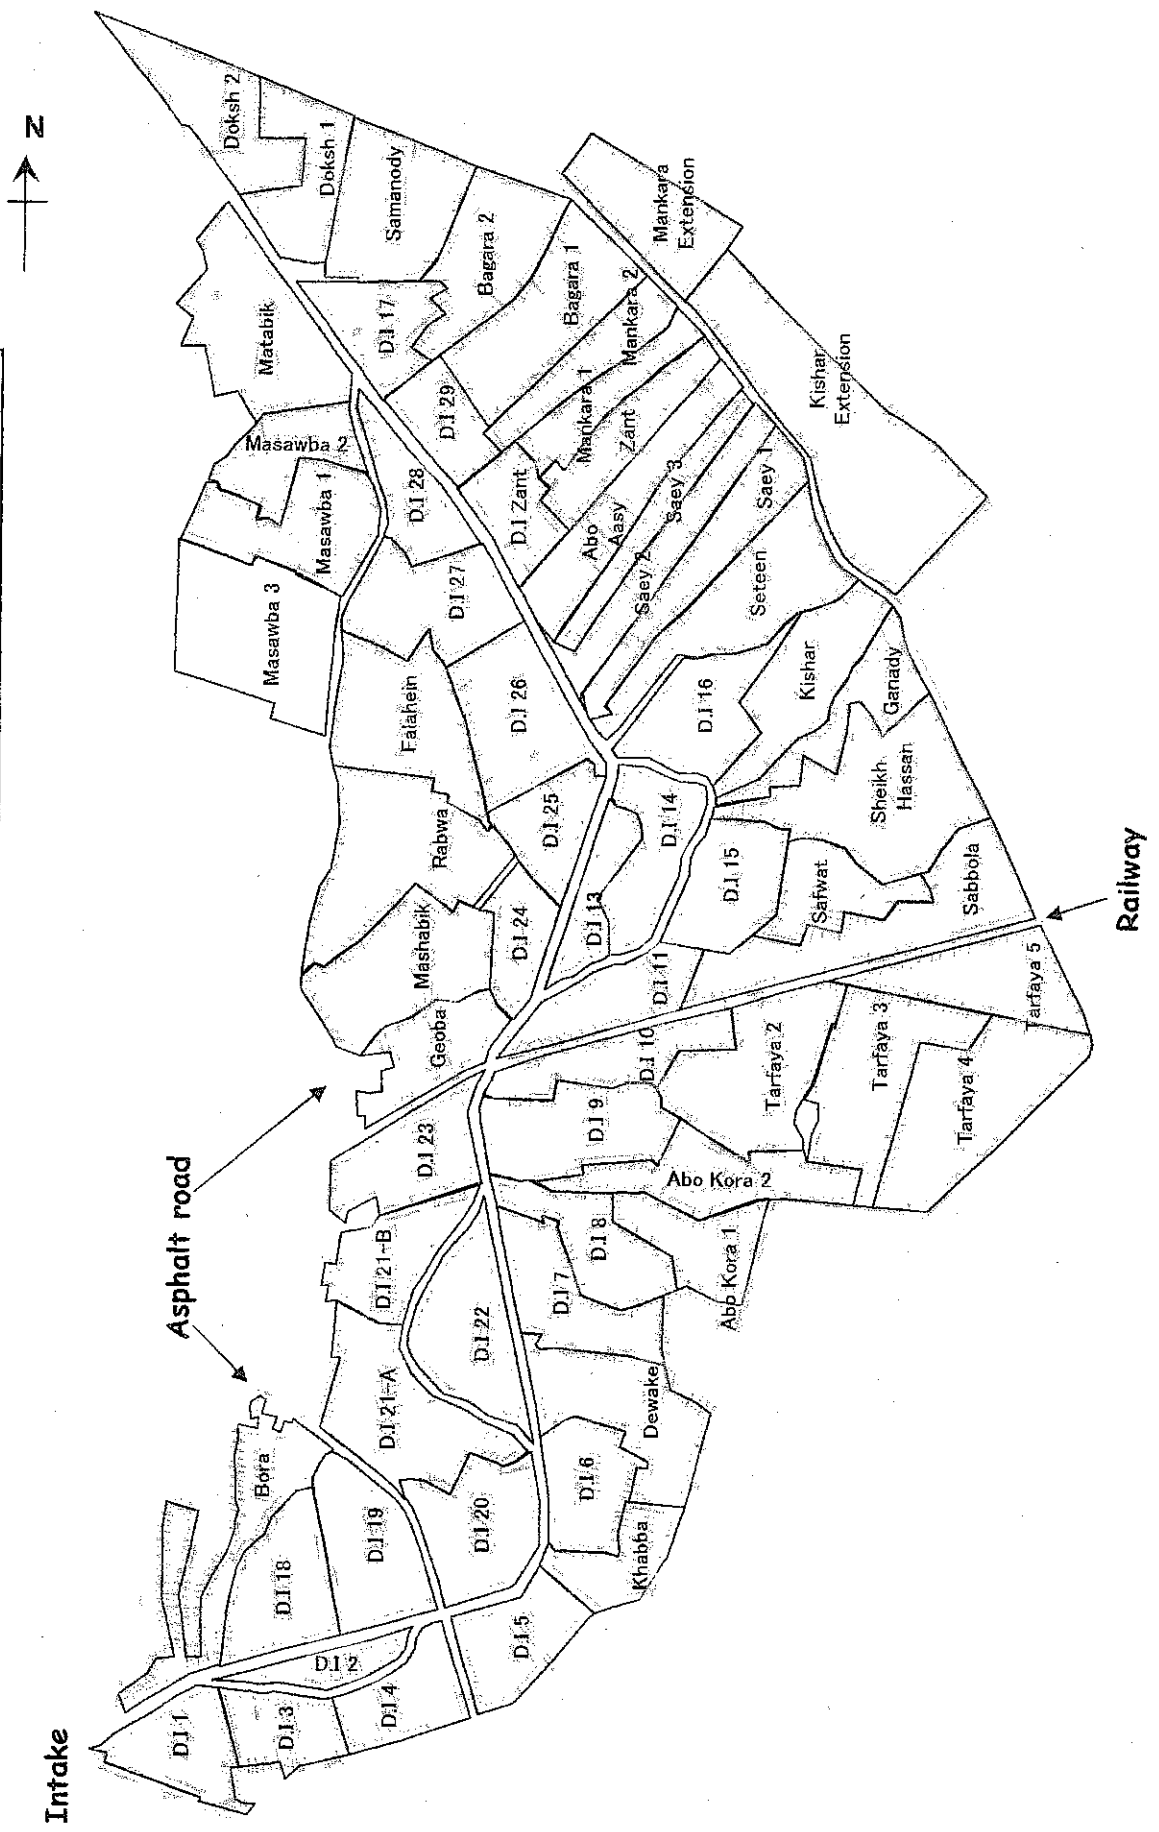 N
Doksh 2
Doksh 1
Samanody
Matabik
D.I 17
Bagara 2
Bagara 1
Mankara 2
Mankara
Extension
Mankara 1
Zant
Kishar
Extension
Masawba 2
Masawba 1
Masawba 3
D.I 28
D.I 29
D.I Zant
Abo
Aasy
Saey 3
Saey 2
Saey 1
Seteen
D.I 27
D.I 26
Falahein
Rabwa
D.I 25
D.I 16
Kishar
Ganady
Sheikh
Hassan
D.I 14
D.I 15
D.I 13
D.I 24
Safwat
Sabbola
Railway
Mashabik
Geoba
D.I 11
D.I 10
D.I 9
Tarfaya 2
Tarfaya 3
Tarfaya 4
Tarfaya 5
Asphalt road
D.I 23
D.I 21-B
D.I 22
D.I 21-A
Abo Kora 2
Abo Kora 1
D.I 8
D.I 7
Dewake
D.I 6
Khabba
Bora
D.I 18
D.I 19
D.I 20
D.I 5
D.I 2
D.I 4
D.I 3
D.I 1
Intake